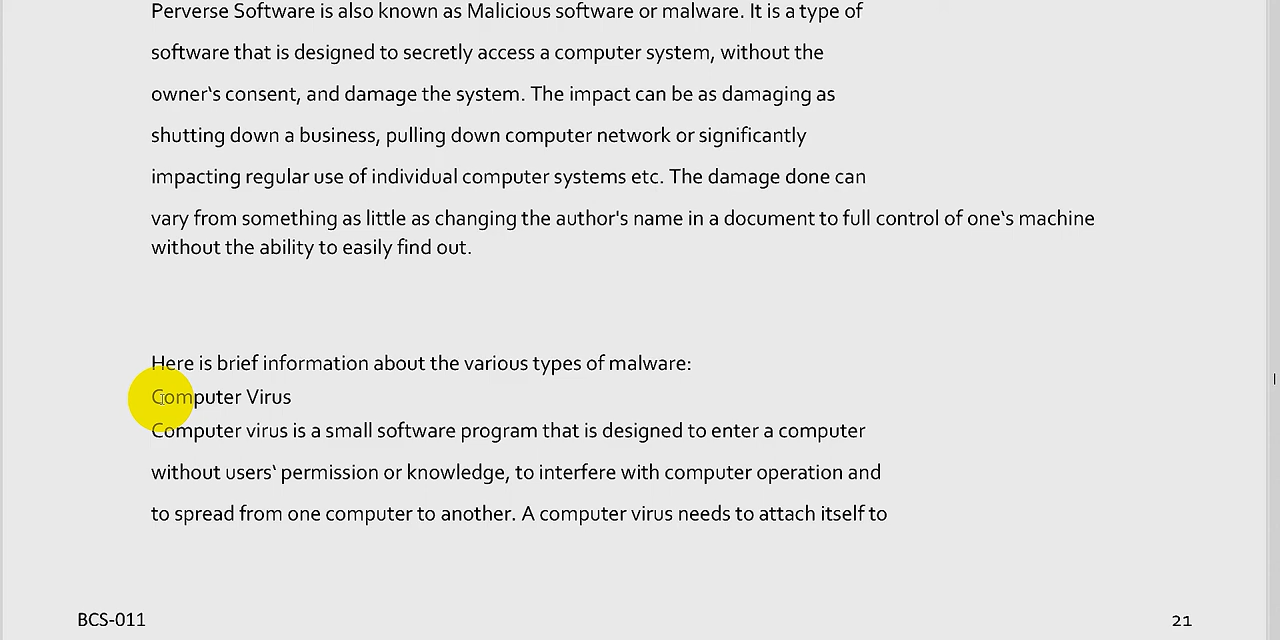 Perverse Software is also known as Malicious software or malware. It is a type of
software that is designed to secretly access a computer system, without the
owner‘s consent, and damage the system. The impact can be as damaging as
shutting down a business, pulling down computer network or significantly
impacting regular use of individual computer systems etc. The damage done can
vary from something as little as changing the author's name in a document to full control of one‘s machine
without the ability to easily find out.
Here is brief information about the various types of malware:
Computer Virus
Computer virus is a small software program that is designed to enter a computer
without users‘ permission or knowledge, to interfere with computer operation and
to spread from one computer to another. A computer virus needs to attach itself to
BCS-011
21